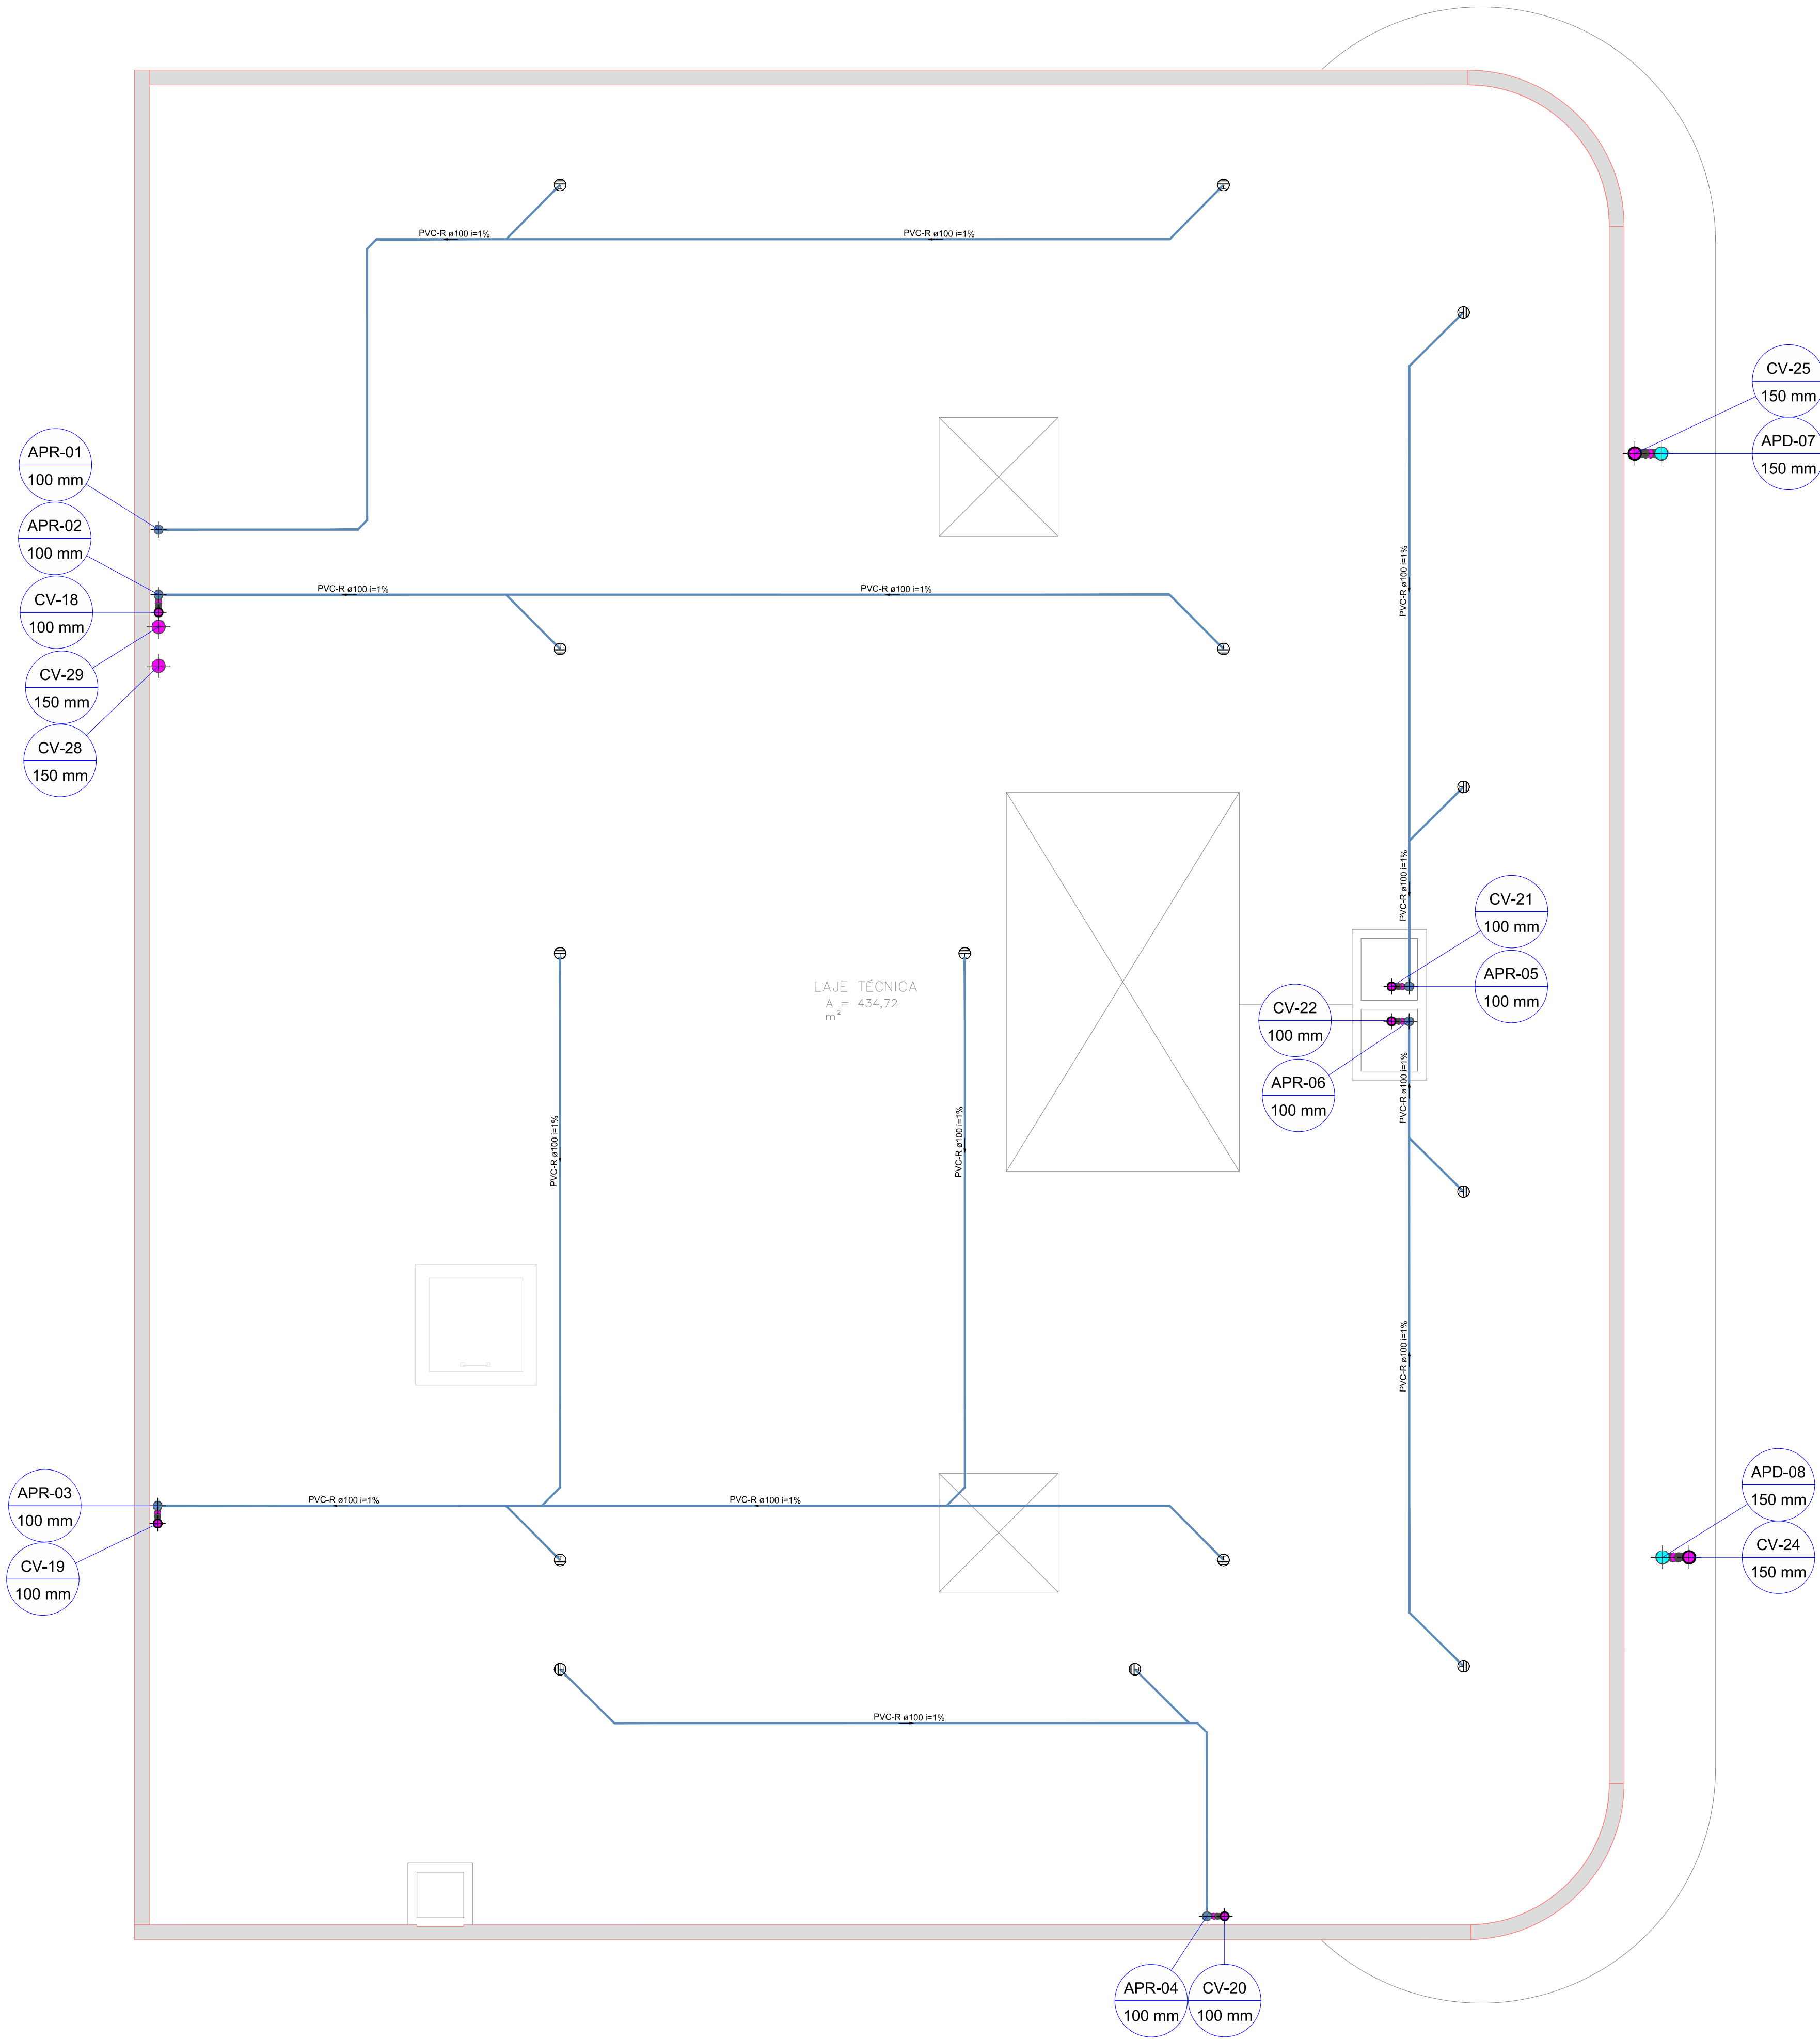 PVC-R ø100 i=1%
PVC-R ø100 i=1%
CV-25
150 mm
APD-07
150 mm
APR-01
100 mm
APR-02
100 mm
CV-18
100 mm
CV-29
150 mm
CV-28
150 mm
PVC-R ø100 i=1%
PVC-R ø100 i=1%
PVC-R ø100 i=1%
PVC-R ø100 i=1%
CV-21
100 mm
APR-05
100 mm
LAJE TÉCNICA
A = 434,72
m²
CV-22
100 mm
APR-06
100 mm
PVC-R ø100 i=1%
PVC-R ø100 i=1%
PVC-R ø100 i=1%
PVC-R ø100 i=1%
APR-03
100 mm
CV-19
100 mm
PVC-R ø100 i=1%
PVC-R ø100 i=1%
APD-08
150 mm
CV-24
150 mm
PVC-R ø100 i=1%
APR-04
100 mm
CV-20
100 mm